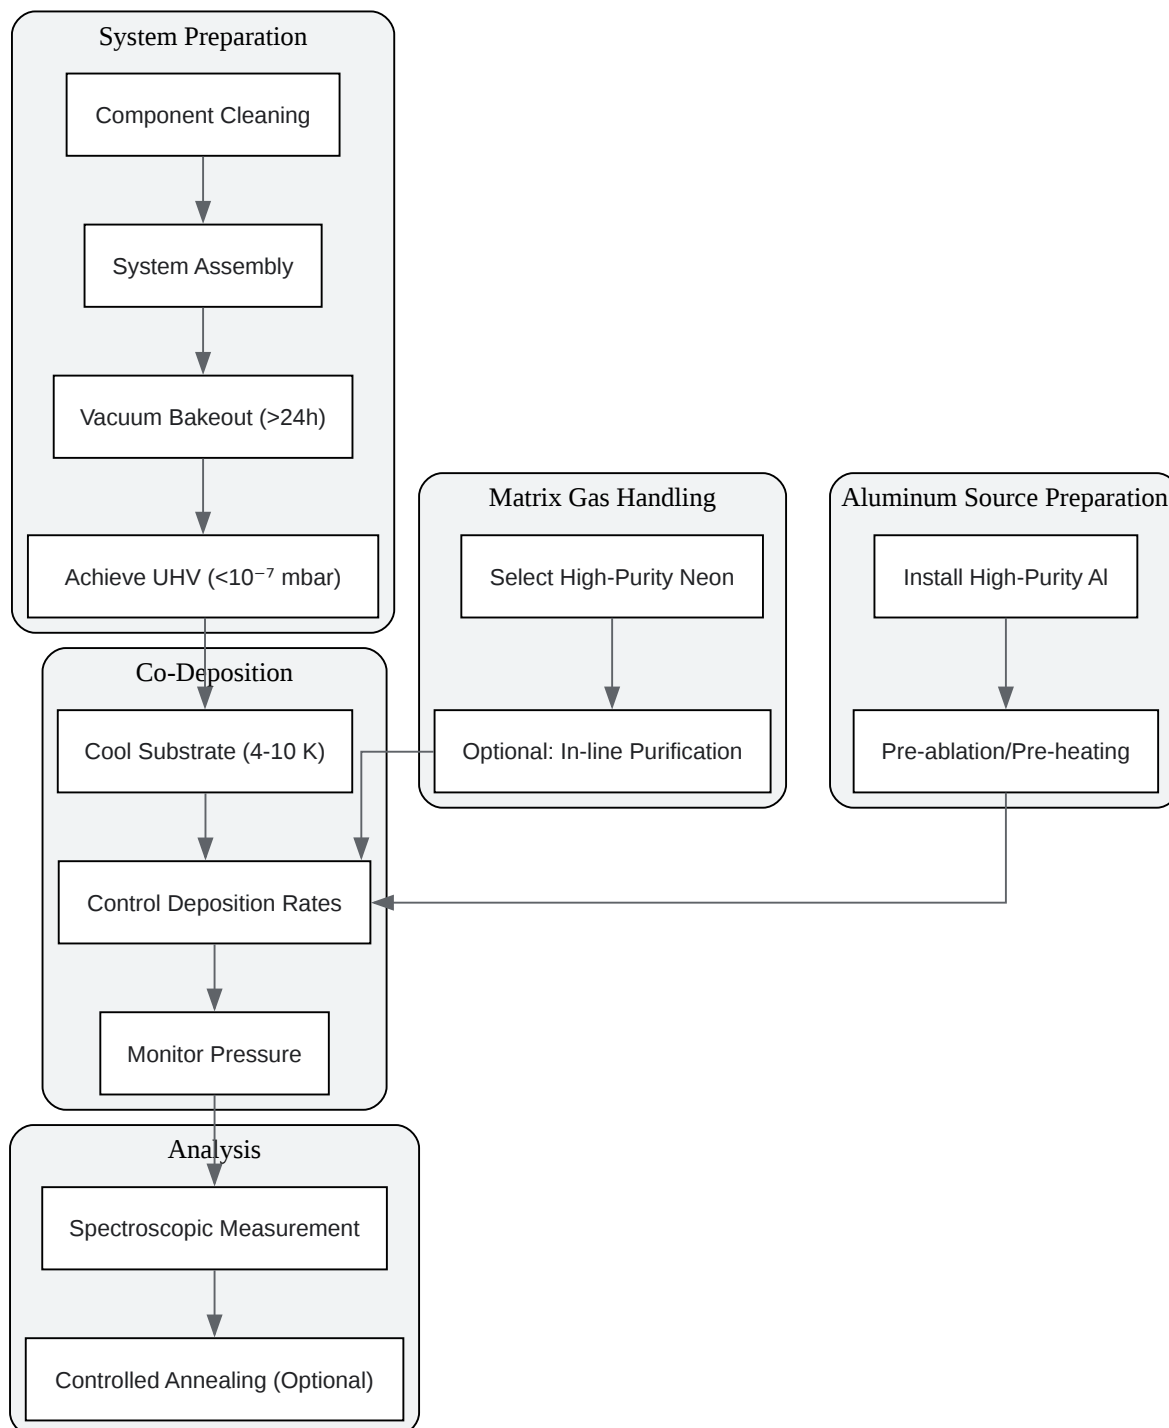 System Preparation
Component Cleaning
System Assembly
Vacuum Bakeout (>24h)
Achieve UHV (<10⁻⁷ mbar)
Matrix Gas Handling
Select High-Purity Neon
Optional: In-line Purification
Aluminum Source Preparation
Install High-Purity Al
Pre-ablation/Pre-heating
Co-Deposition
Cool Substrate (4-10 K)
Control Deposition Rates
Monitor Pressure
Analysis
Spectroscopic Measurement
Controlled Annealing (Optional)